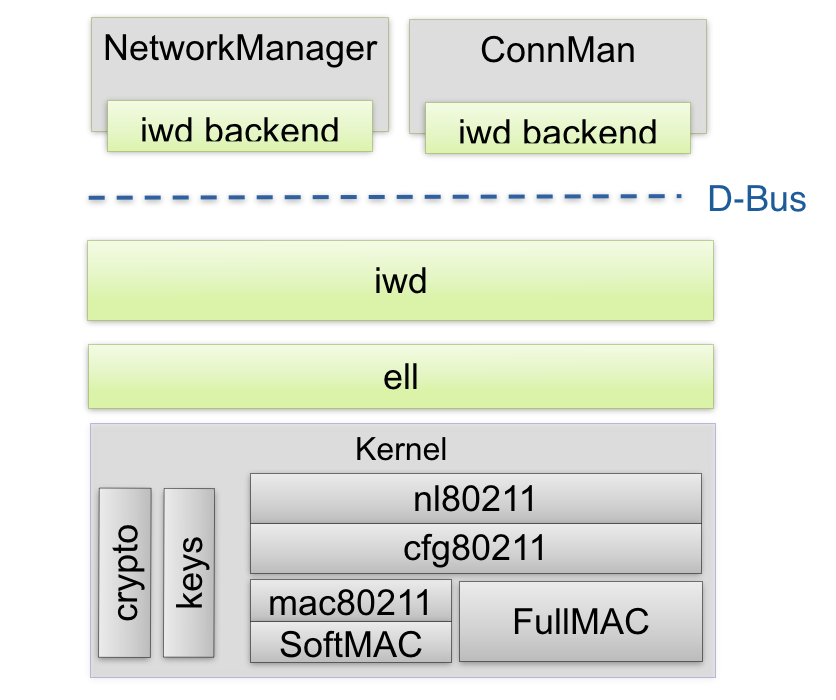 NetworkManager
ConnMan
iwd backend
iwd backend
D-Bus
iwd
ell
Kernel
crypto
keys
nl80211
cfg80211
mac80211
SoftMAC
FullMAC